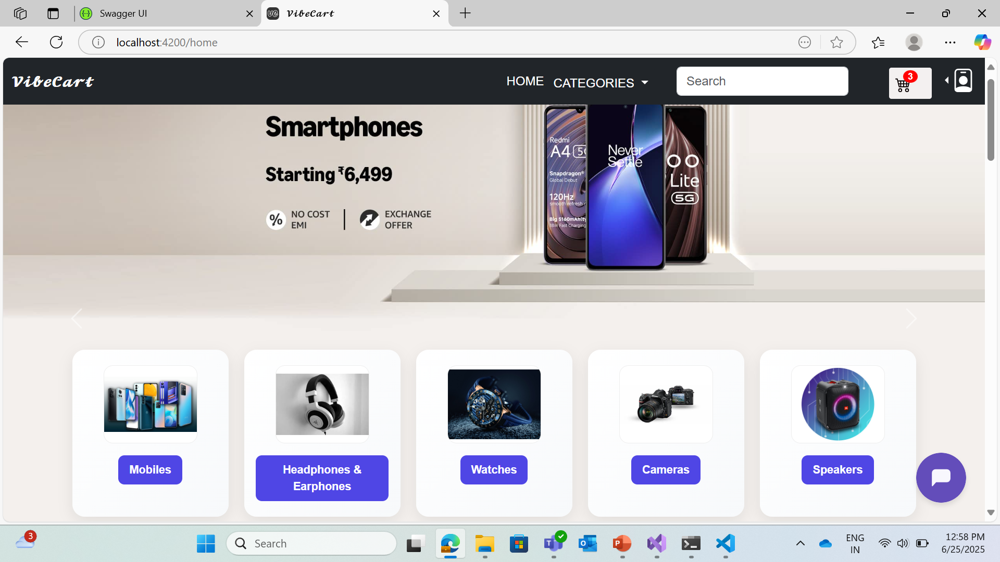 Swagger UI
VibeCart
localhost:4200/home
VibeCart
HOME
CATEGORIES
Search
3
Smartphones
Starting ₹6,499
NO COST
EMI
EXCHANGE
OFFER
Redmi
A4 5G
Snapdragon®
Global Debut
120Hz
smooth refresh
Big 5160mAh
18W Fast Charging
Never
Settle
Lite
5G
Mobiles
Headphones &
Earphones
Watches
Cameras
Speakers
3
Search
ENG
IN
12:58 PM
6/25/2025